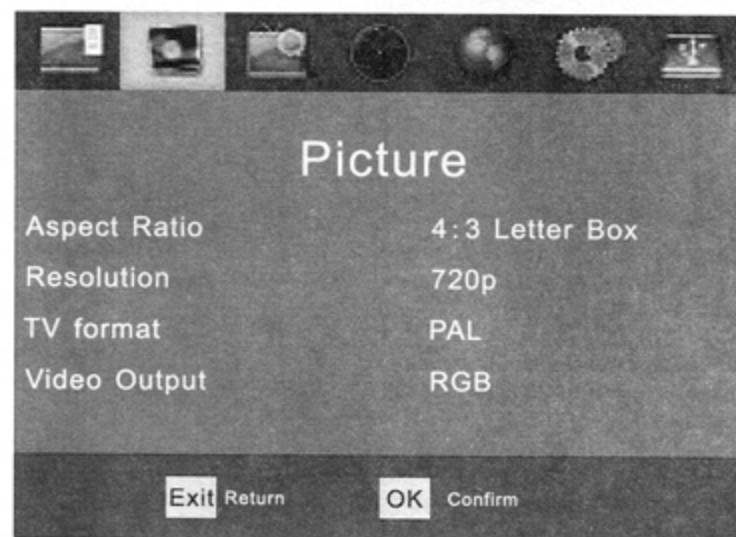 Picture
Aspect Ratio 4:3 Letter Box
Resolution 720p
TV format PAL
Video Output RGB
Exit Return OK Confirm